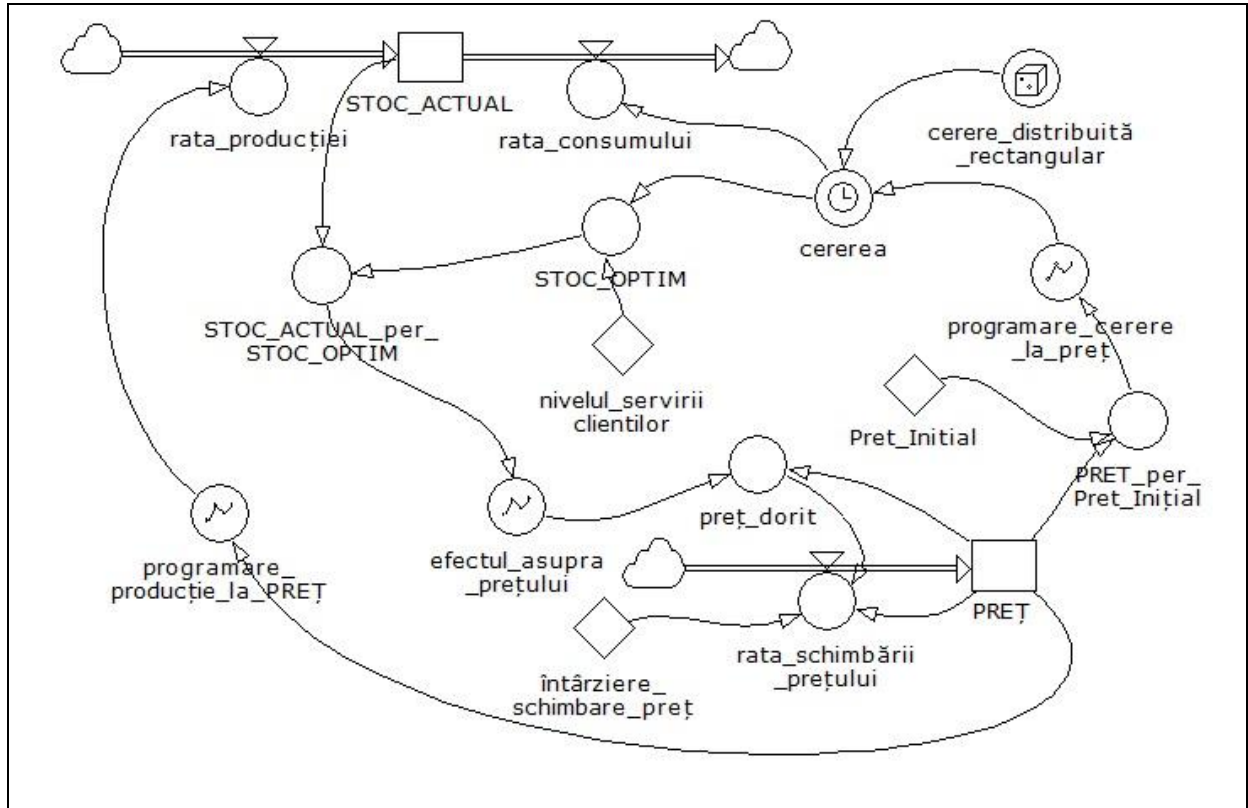 STOC_ACTUAL
rata_producției
rata_consumului
cerere_distribuită
_rectangular
cererea
STOC_OPTIM
STOC_ACTUAL_per_
STOC_OPTIM
programare_cerere
_la_preț
nivelul_servirii
clientilor
Pret_Initial
PRET_per_
Pret_Inițial
preț_dorit
efectul_asupra
_prețului
programare_
producție_la_PREȚ
PREȚ
rata_schimbării
_prețului
întârziere_
schimbare_preț